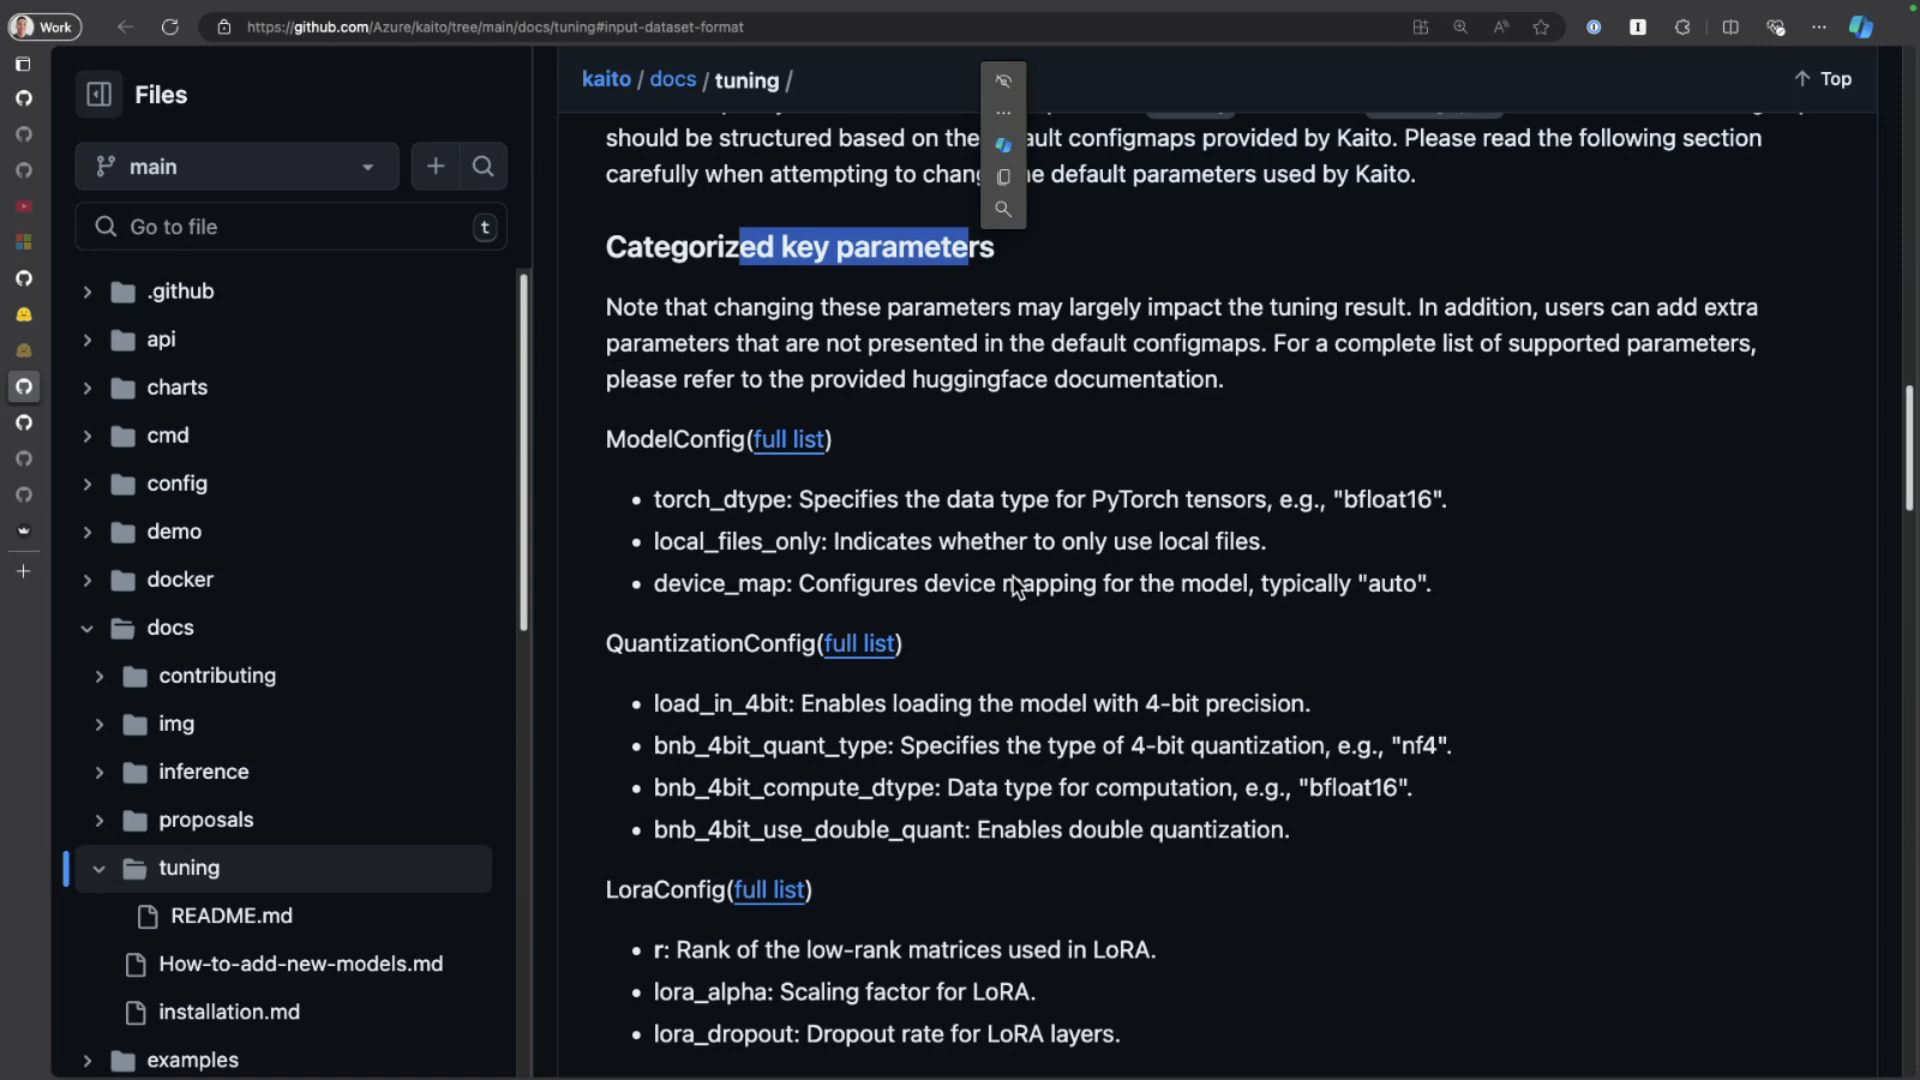 Work
https://github.com/Azure/kaito/tree/main/docs/tuning#input-dataset-format
Files
main
Go to file
t
.github
api
charts
cmd
config
demo
docker
docs
contributing
img
inference
proposals
tuning
README.md
How-to-add-new-models.md
installation.md
examples
kaito / docs / tuning /
Top
should be structured based on the ault configmaps provided by Kaito. Please read the following section
carefully when attempting to chang e default parameters used by Kaito.
Categorized key parameters
Note that changing these parameters may largely impact the tuning result. In addition, users can add extra
parameters that are not presented in the default configmaps. For a complete list of supported parameters,
please refer to the provided huggingface documentation.
ModelConfig(full list)
• torch_dtype: Specifies the data type for PyTorch tensors, e.g., "bfloat16".
• local_files_only: Indicates whether to only use local files.
• device_map: Configures device mapping for the model, typically "auto".
QuantizationConfig(full list)
• load_in_4bit: Enables loading the model with 4-bit precision.
• bnb_4bit_quant_type: Specifies the type of 4-bit quantization, e.g., "nf4".
• bnb_4bit_compute_dtype: Data type for computation, e.g., "bfloat16".
• bnb_4bit_use_double_quant: Enables double quantization.
LoraConfig(full list)
• r: Rank of the low-rank matrices used in LoRA.
• lora_alpha: Scaling factor for LoRA.
• lora_dropout: Dropout rate for LoRA layers.